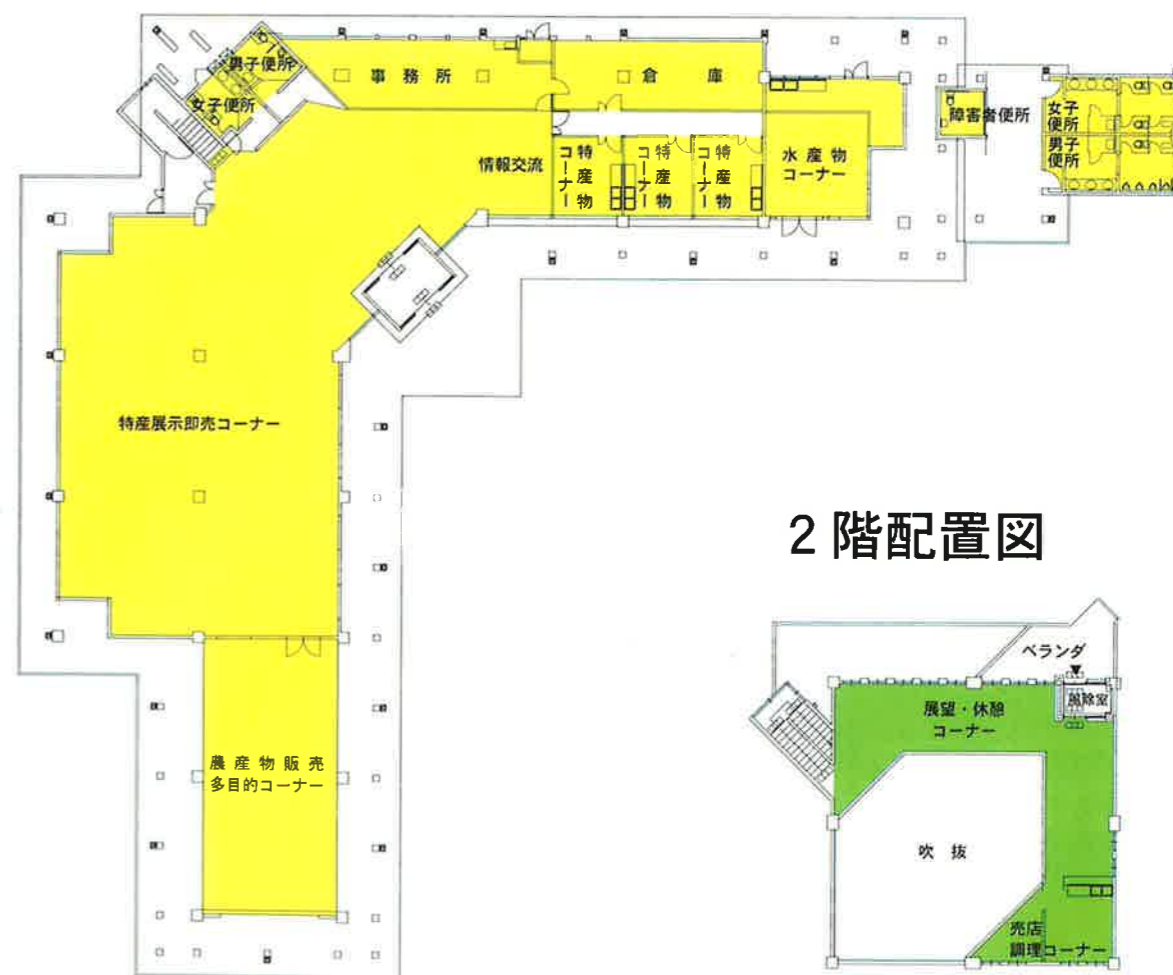 男子便所
事務所
倉庫
女子便所
障害者便所
女子
便所
男子
便所
情報交流
特産物
コーナー
特産物
コーナー
特産物
コーナー
水産物
コーナー
特産展示即売コーナー
農産物販売
多目的コーナー
2階配置図
ベランダ
風除室
展望・休憩
コーナー
吹抜
売店
調理コーナー